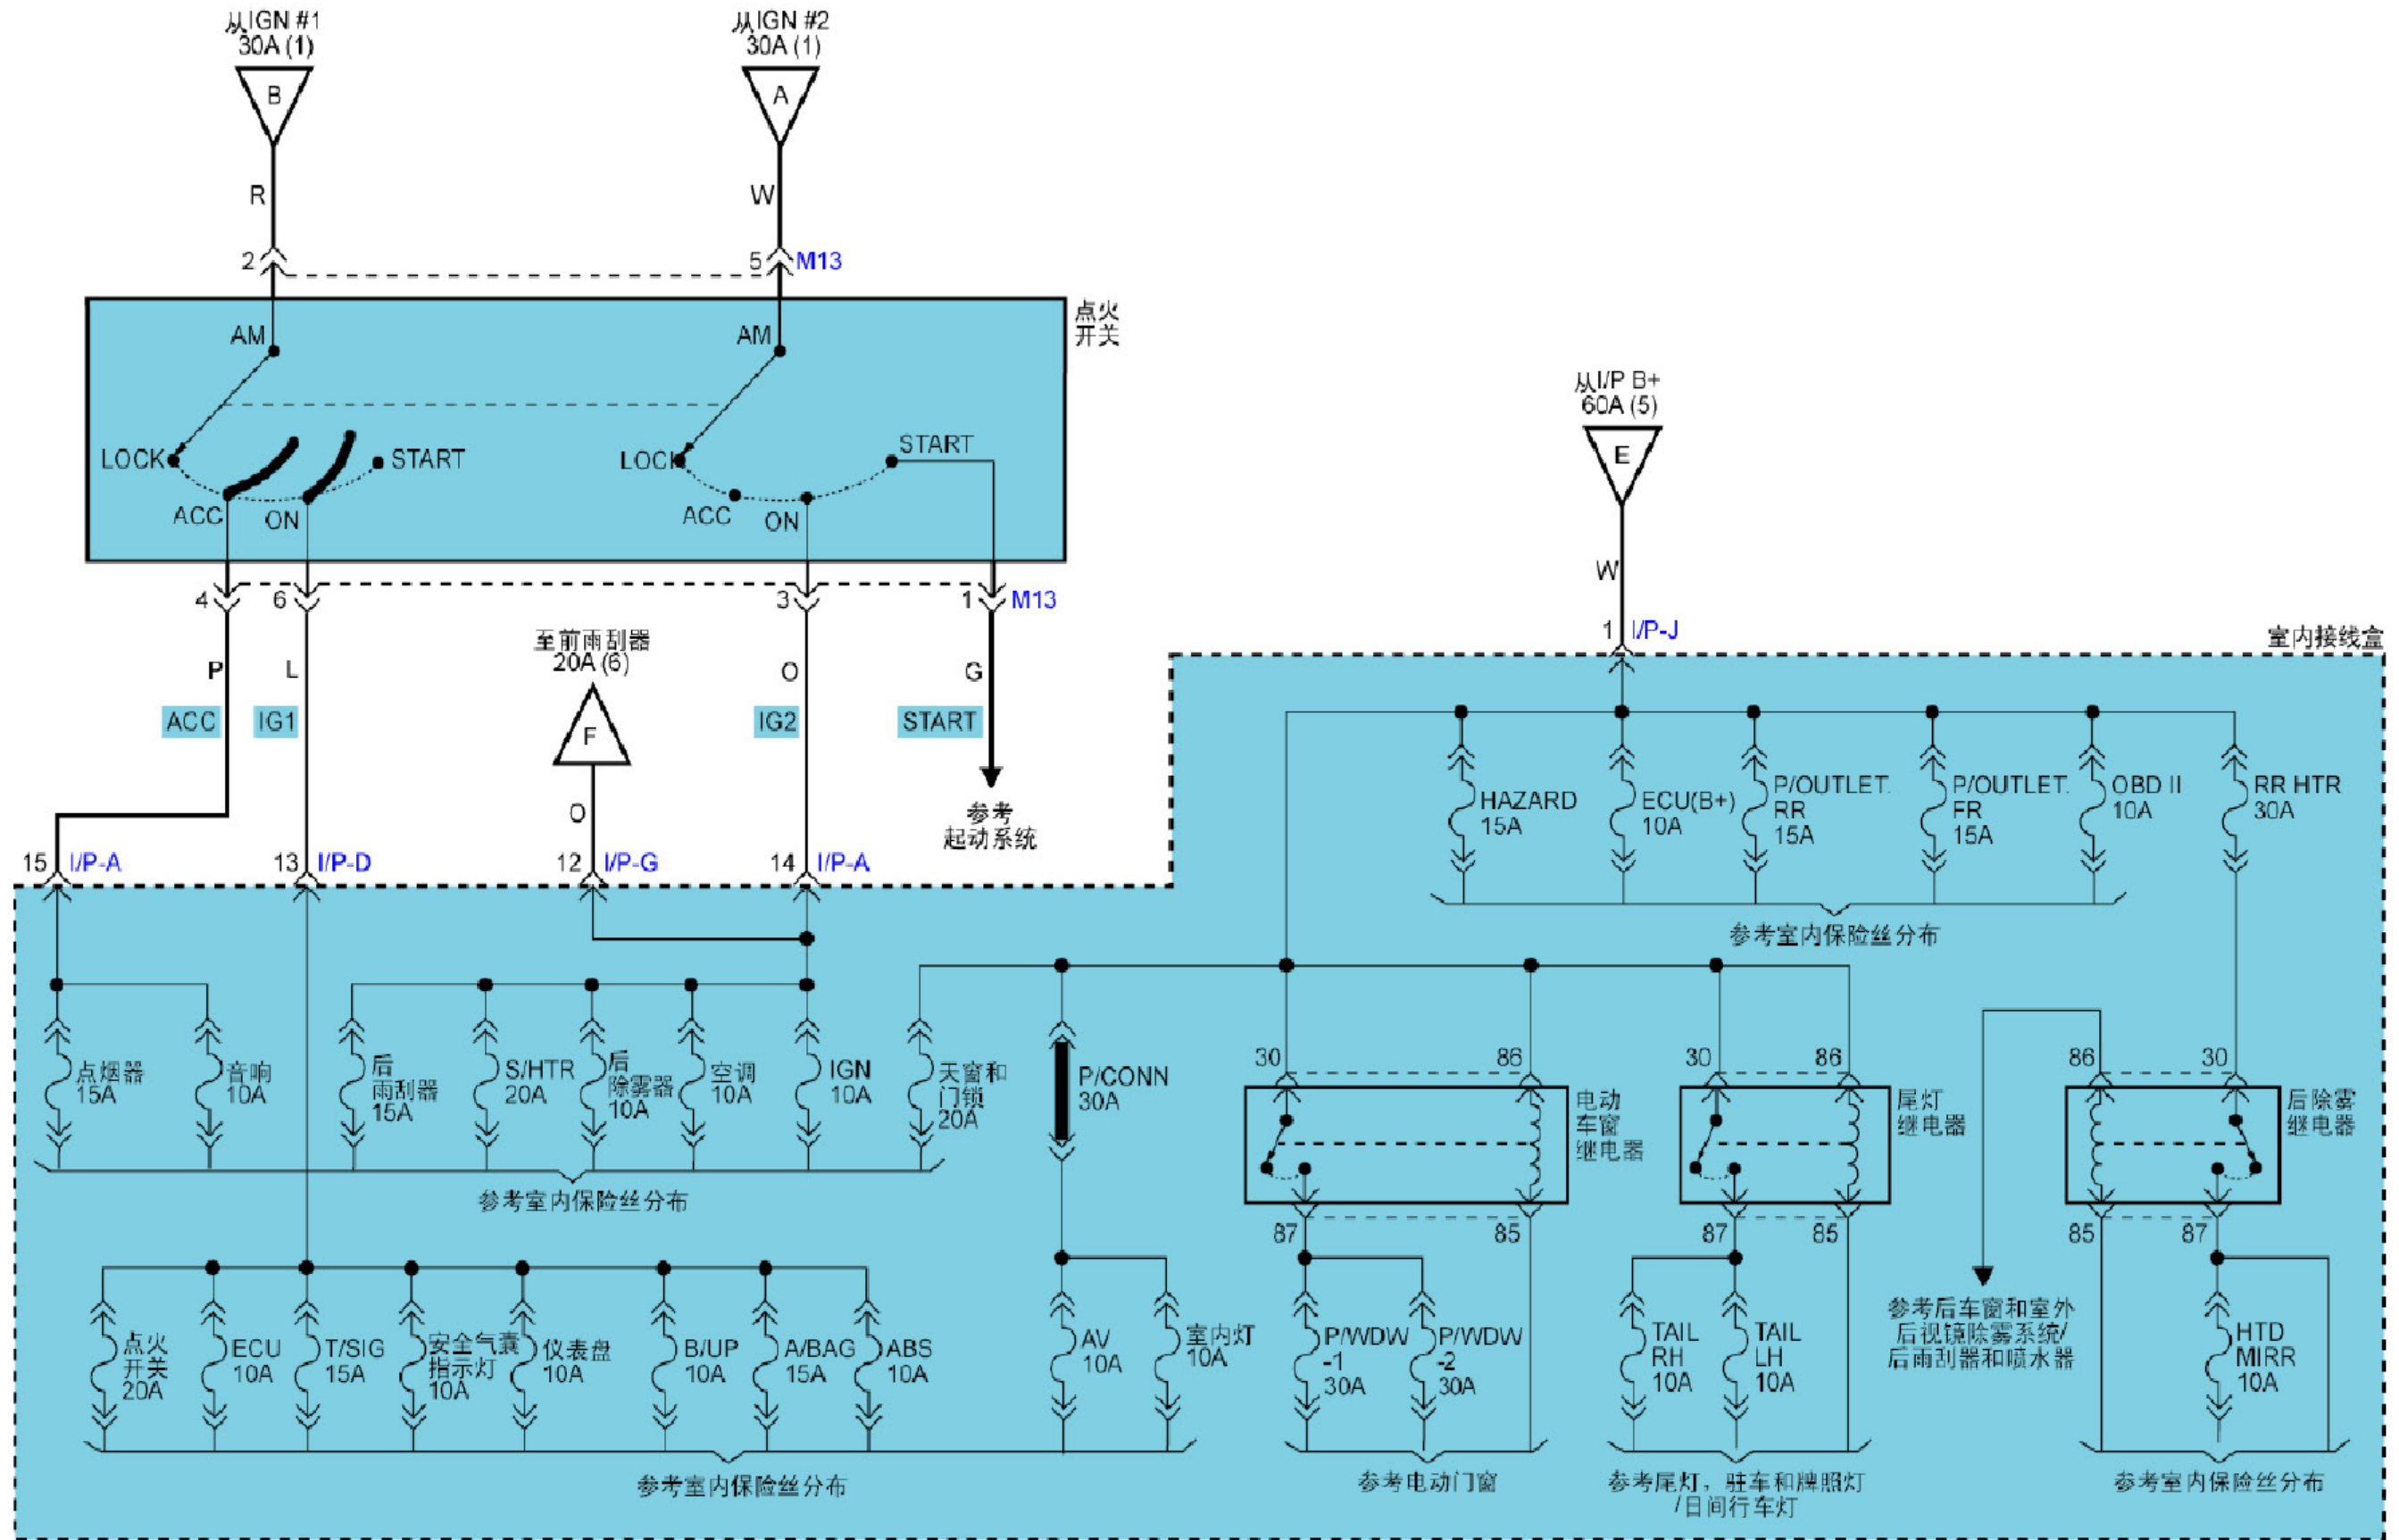 从IGN #1
30A (1)
B
R
2
从IGN #2
30A (1)
A
W
5
M13
点火
开关
AM
AM
LOCK
START
ACC
ON
LOCK
START
ACC
ON
4
6
3
1
M13
P
L
O
G
ACC
IG1
IG2
START
至前雨刮器
20A (6)
F
O
参考
起动系统
从I/P B+
60A (5)
E
W
1
I/P-J
室内接线盒
15
I/P-A
13
I/P-D
12
I/P-G
14
I/P-A
HAZARD
15A
ECU(B+)
10A
P/OUTLET.
RR
15A
P/OUTLET.
FR
15A
OBD II
10A
RR HTR
30A
参考室内保险丝分布
点烟器
15A
音响
10A
后
雨刮器
15A
S/HTR
20A
后
除雾器
10A
空调
10A
IGN
10A
天窗和
门锁
20A
P/CONN
30A
参考室内保险丝分布
30
86
电动
车窗
继电器
87
85
30
86
尾灯
继电器
87
85
86
30
后除雾
继电器
85
87
点火
开关
20A
ECU
10A
T/SIG
15A
安全气囊
指示灯
10A
仪表盘
10A
B/UP
10A
A/BAG
15A
ABS
10A
AV
10A
室内灯
10A
参考室内保险丝分布
P/WDW
-1
30A
P/WDW
-2
30A
参考电动门窗
TAIL
RH
10A
TAIL
LH
10A
参考尾灯，驻车和牌照灯
/日间行车灯
参考后车窗和室外
后视镜除雾系统/
后雨刮器和喷水器
HTD
MIRR
10A
参考室内保险丝分布